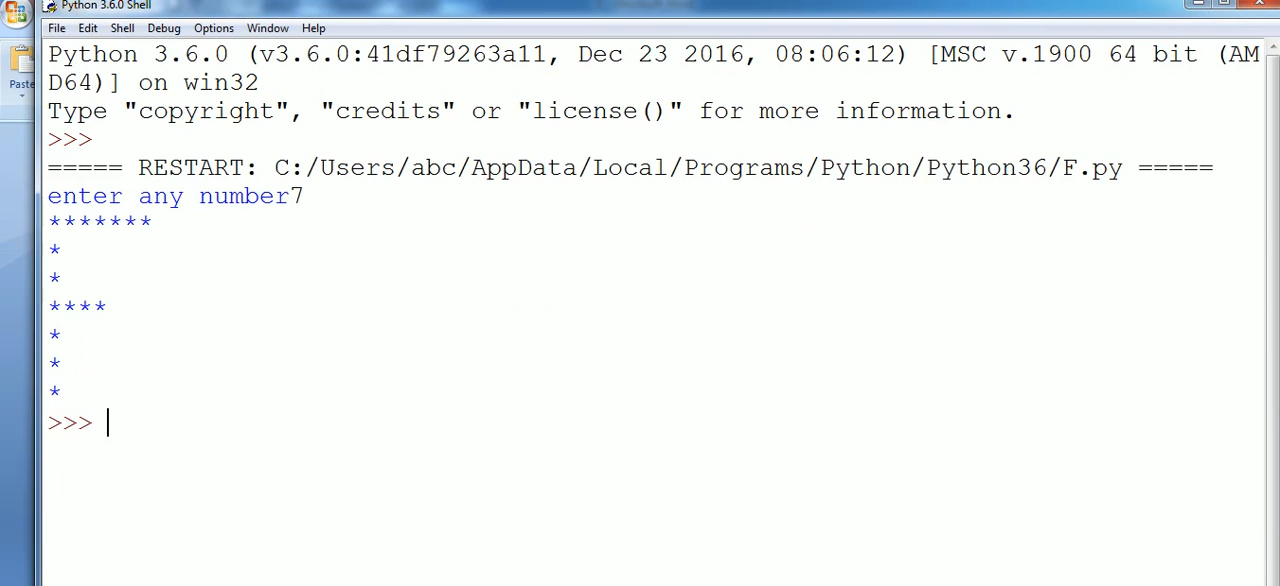 Python 3.6.0 Shell
File Edit Shell Debug Options Window Help
Paste
Python 3.6.0 (v3.6.0:41df79263a11, Dec 23 2016, 08:06:12) [MSC v.1900 64 bit (AM
D64)] on win32
Type "copyright", "credits" or "license()" for more information.
>>>
===== RESTART: C:/Users/abc/AppData/Local/Programs/Python/Python36/F.py =====
enter any number7
*******
*
*
****
*
*
*
>>>